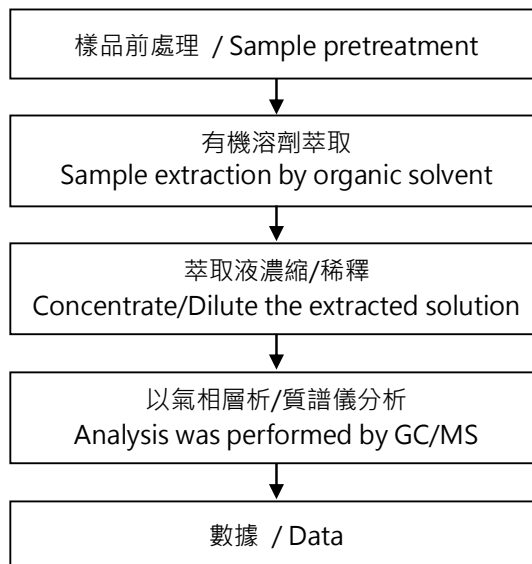 樣品前處理 / Sample pretreatment
有機溶劑萃取
Sample extraction by organic solvent
萃取液濃縮/稀釋
Concentrate/Dilute the extracted solution
以氣相層析/質譜儀分析
Analysis was performed by GC/MS
數據 / Data